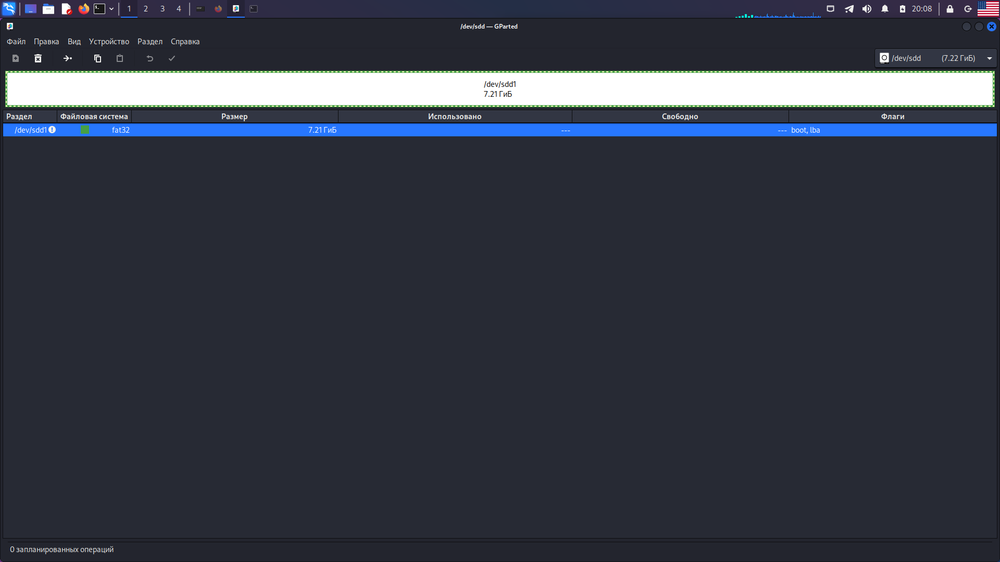 1 2 3 4 20:08
/dev/sdd — GParted
Файл Правка Вид Устройство Раздел Справка
/dev/sdd (7.22 ГиБ)
/dev/sdd1
7.21 ГиБ
Раздел Файловая система Размер Использовано Свободно Флаги
/dev/sdd1 fat32 7.21 ГиБ --- --- boot, lba
0 запланированных операций